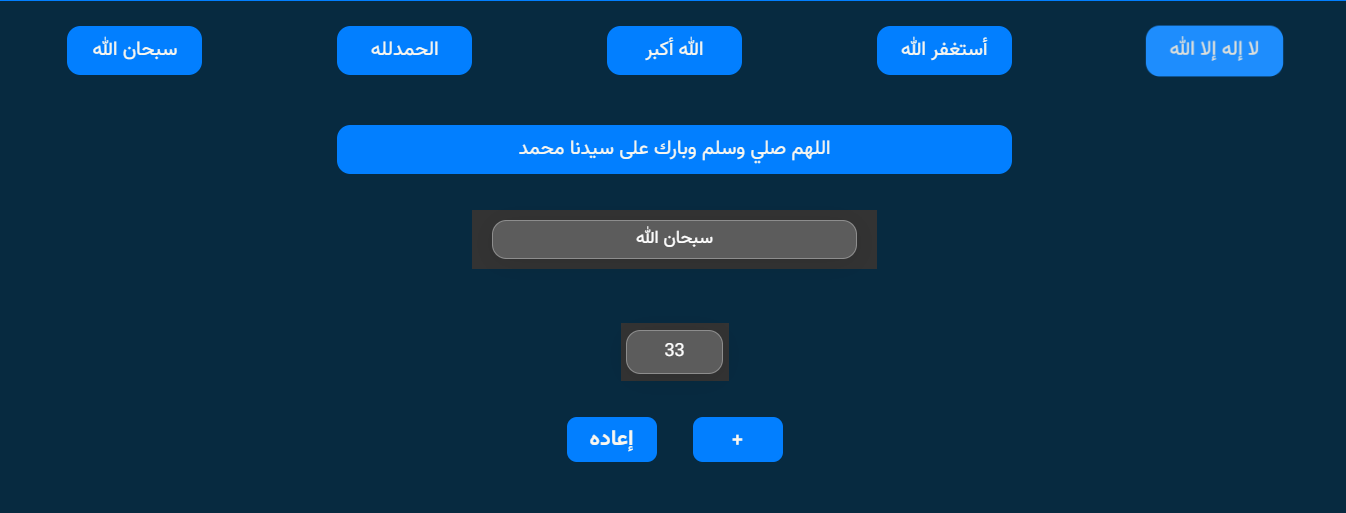 لا إله إلا الله
أستغفر الله
الله أكبر
الحمدلله
سبحان الله
اللهم صلي وسلم وبارك على سيدنا محمد
سبحان الله
33
+
إعاده